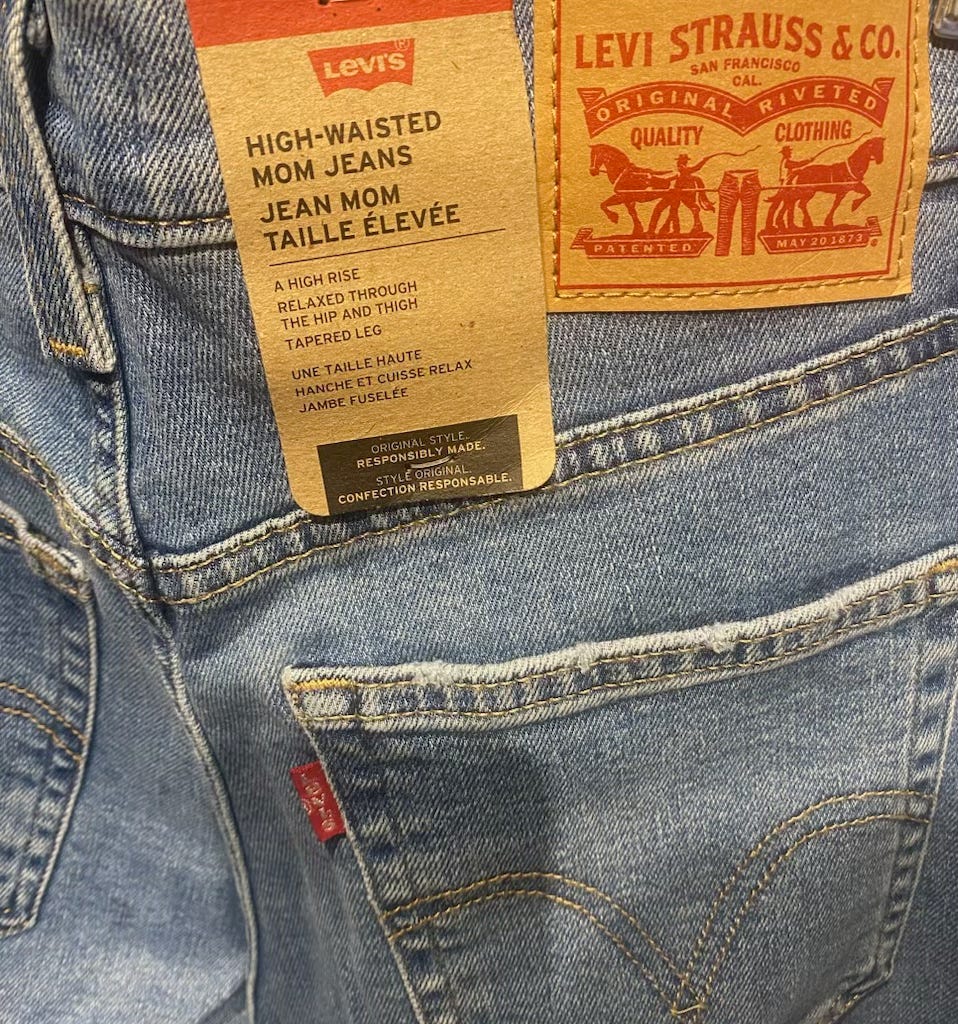 LEVI'S®
HIGH-WAISTED
MOM JEANS
JEAN MOM
TAILLE ÉLEVÉE
A HIGH RISE
RELAXED THROUGH
THE HIP AND THIGH
TAPERED LEG
UNE TAILLE HAUTE
HANCHE ET CUISSE RELAX
JAMBE FUSELÉE
ORIGINAL STYLE.
RESPONSIBLY MADE.
STYLE ORIGINAL.
CONFECTION RESPONSABLE.
LEVI STRAUSS & CO.
SAN FRANCISCO
CAL.
ORIGINAL RIVETED
QUALITY CLOTHING
PATENTED MAY 20 1873
LEVI'S